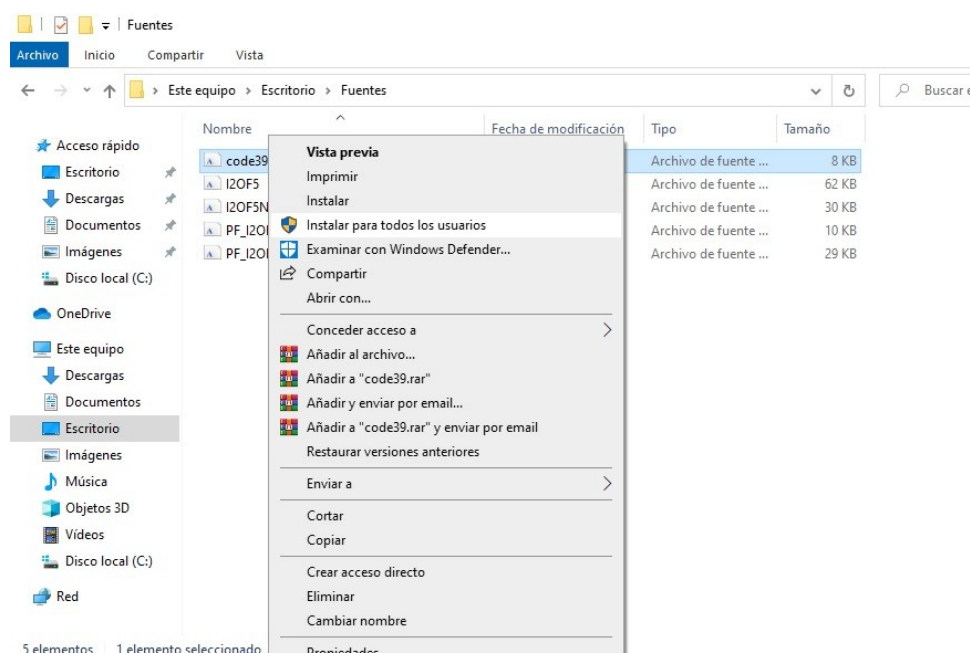 Fuentes
Archivo Inicio Compartir Vista
Este equipo > Escritorio > Fuentes
Buscar e
Nombre Fecha de modificación Tipo Tamaño
Acceso rápido
Escritorio
Descargas
Documentos
Imágenes
Disco local (C:)
OneDrive
Este equipo
Descargas
Documentos
Escritorio
Imágenes
Música
Objetos 3D
Vídeos
Disco local (C:)
Red
code39 Archivo de fuente ... 8 KB
I2OF5 Archivo de fuente ... 62 KB
I2OF5N Archivo de fuente ... 30 KB
PF_I2O Archivo de fuente ... 10 KB
PF_I2O Archivo de fuente ... 29 KB
Vista previa
Imprimir
Instalar
Instalar para todos los usuarios
Examinar con Windows Defender...
Compartir
Abrir con...
Conceder acceso a
Añadir al archivo...
Añadir a "code39.rar"
Añadir y enviar por email...
Añadir a "code39.rar" y enviar por email
Restaurar versiones anteriores
Enviar a
Cortar
Copiar
Crear acceso directo
Eliminar
Cambiar nombre
Propiedades
5 elementos 1 elemento seleccionado